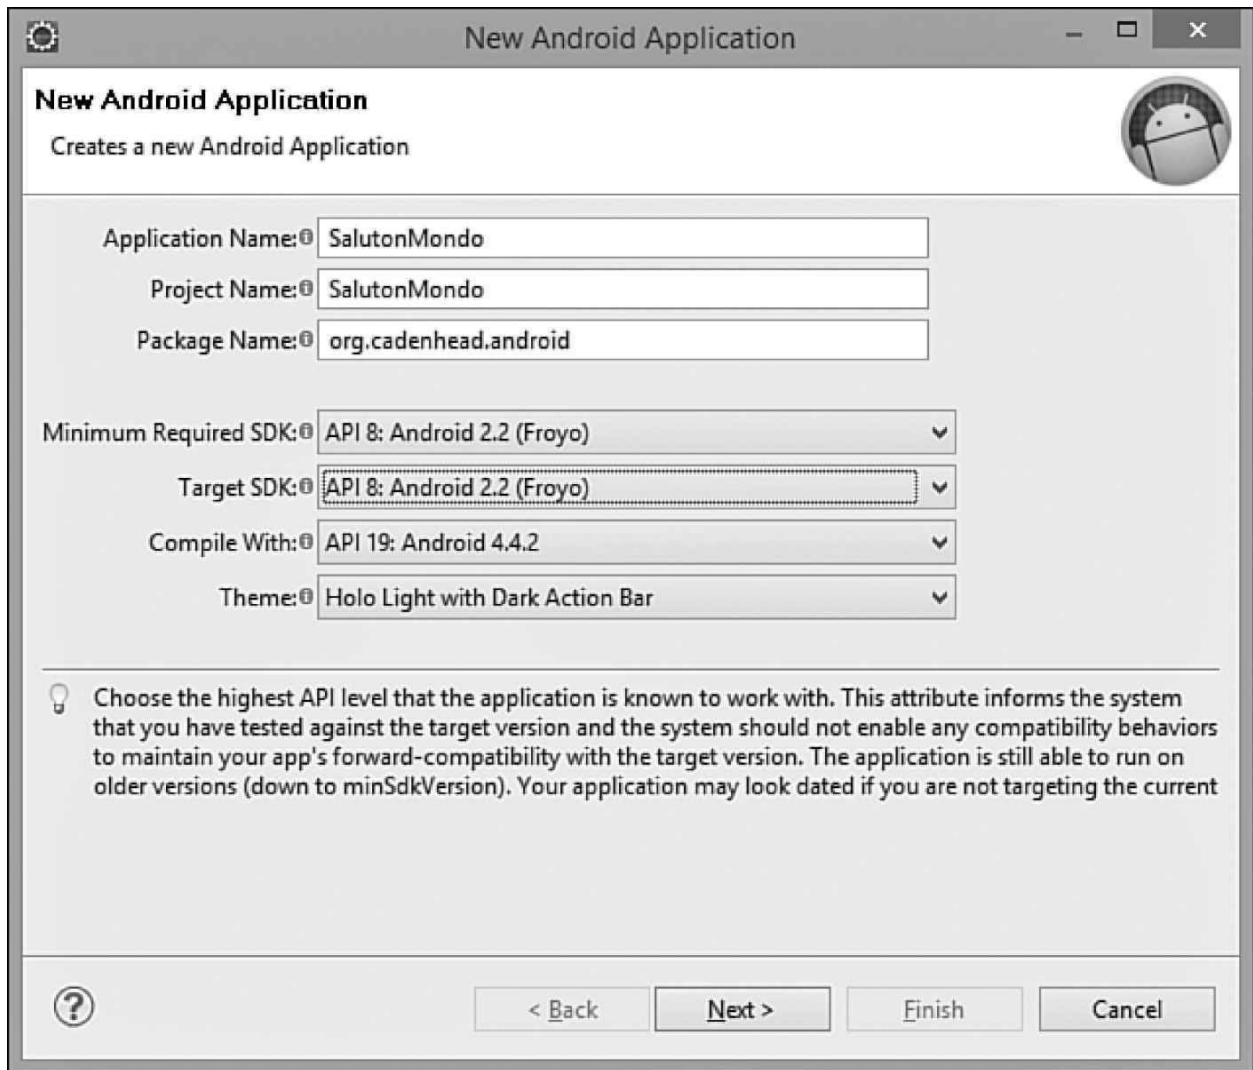 New Android Application
New Android Application
Creates a new Android Application
Application Name: SalutonMondo
Project Name: SalutonMondo
Package Name: org.cadenhead.android
Minimum Required SDK: API 8: Android 2.2 (Froyo)
Target SDK: API 8: Android 2.2 (Froyo)
Compile With: API 19: Android 4.4.2
Theme: Holo Light with Dark Action Bar
Choose the highest API level that the application is known to work with. This attribute informs the system
that you have tested against the target version and the system should not enable any compatibility behaviors
to maintain your app's forward-compatibility with the target version. The application is still able to run on
older versions (down to minSdkVersion). Your application may look dated if you are not targeting the current
? < Back Next > Finish Cancel